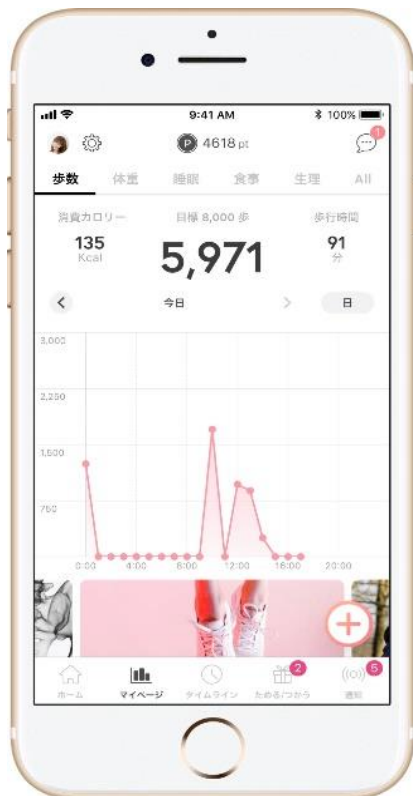 9:41 AM
100%
P 4618 pt
1
歩数 体重 睡眠 食事 生理 All
消費カロリー 目標 8,000 歩 歩行時間
135 5,971 91
Kcal 分
今日 日
3,000
2,250
1,500
750
0:00 4:00 8:00 12:00 16:00 20:00
2 5
ホーム マイページ タイムライン ためる/つかう 通知